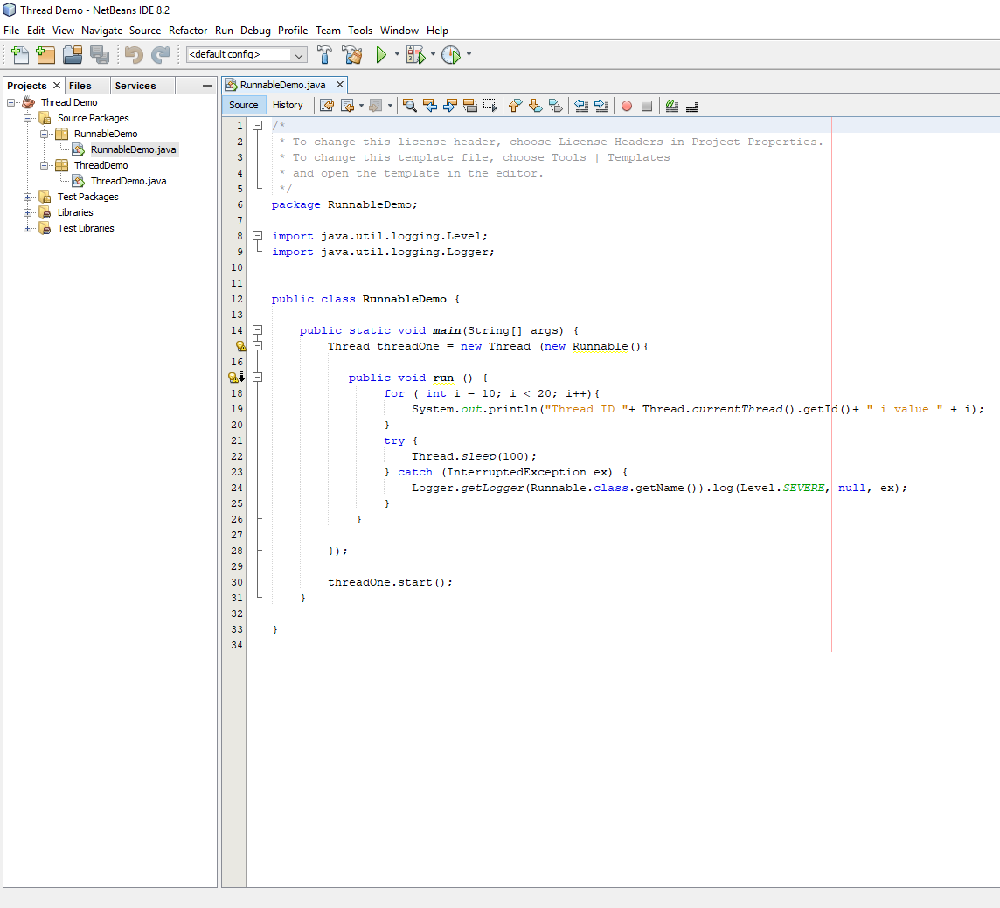 Thread Demo - NetBeans IDE 8.2
File Edit View Navigate Source Refactor Run Debug Profile Team Tools Window Help
<default config>
Projects Files Services
Thread Demo
Source Packages
RunnableDemo
RunnableDemo.java
ThreadDemo
ThreadDemo.java
Test Packages
Libraries
Test Libraries
RunnableDemo.java
Source History
1 /*
2 * To change this license header, choose License Headers in Project Properties.
3 * To change this template file, choose Tools | Templates
4 * and open the template in the editor.
5 */
6 package RunnableDemo;
7
8 import java.util.logging.Level;
9 import java.util.logging.Logger;
10
11
12 public class RunnableDemo {
13
14 public static void main(String[] args) {
Thread threadOne = new Thread (new Runnable(){
16
public void run () {
18 for ( int i = 10; i < 20; i++){
19 System.out.println("Thread ID "+ Thread.currentThread().getId()+ " i value " + i);
20 }
21 try {
22 Thread.sleep(100);
23 } catch (InterruptedException ex) {
24 Logger.getLogger(Runnable.class.getName()).log(Level.SEVERE, null, ex);
25 }
26 }
27
28 });
29
30 threadOne.start();
31 }
32
33 }
34